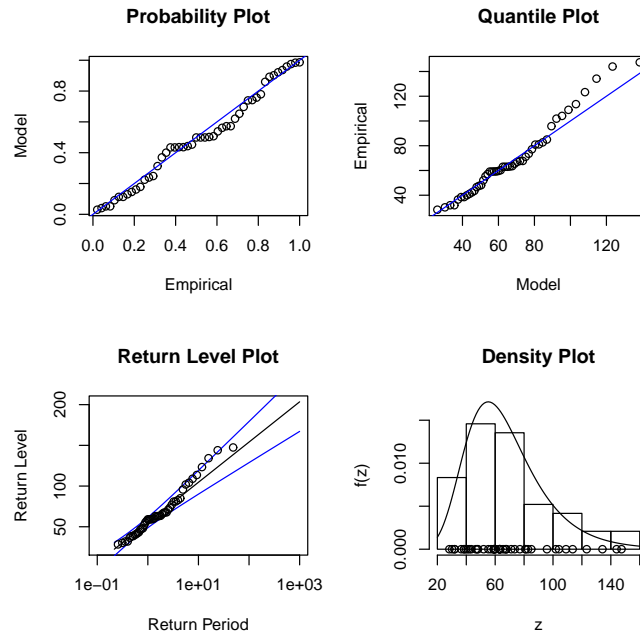 Probability Plot
Model
0.0 0.4 0.8
0.0 0.2 0.4 0.6 0.8 1.0
Empirical
Quantile Plot
Empirical
40 80 120
40 60 80 120
Model
Return Level Plot
Return Level
50 100 200
1e−01 1e+01 1e+03
Return Period
Density Plot
f(z)
0.000 0.010
20 60 100 140
z